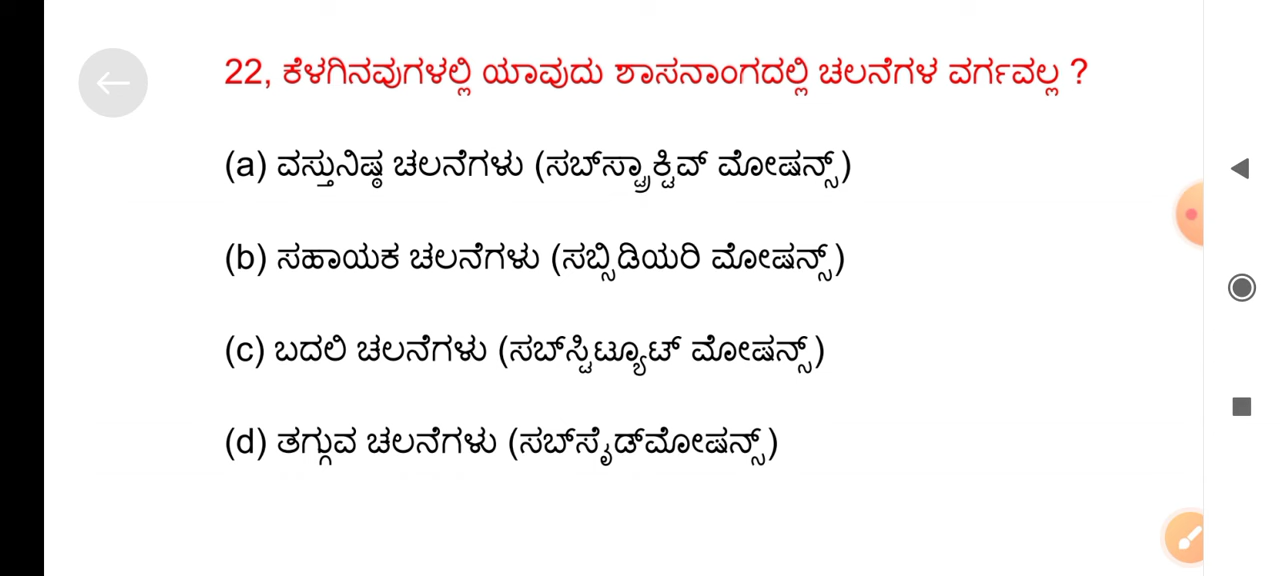 22, ಕೆಳಗಿನವುಗಳಲ್ಲಿ ಯಾವುದು ಶಾಸನಾಂಗದಲ್ಲಿ ಚಲನೆಗಳ ವರ್ಗವಲ್ಲ ?
(a) ವಸ್ತುನಿಷ್ಠ ಚಲನೆಗಳು (ಸಬ್‌ಸ್ಟ್ರಾಕ್ಟಿವ್ ಮೋಷನ್ಸ್)
(b) ಸಹಾಯಕ ಚಲನೆಗಳು (ಸಬ್ಸಿಡಿಯರಿ ಮೋಷನ್ಸ್)
(c) ಬದಲಿ ಚಲನೆಗಳು (ಸಬ್‌ಸ್ಟಿಟ್ಯೂಟ್ ಮೋಷನ್ಸ್)
(d) ತಗ್ಗುವ ಚಲನೆಗಳು (ಸಬ್‌ಸೈಡ್‌ಮೋಷನ್ಸ್)